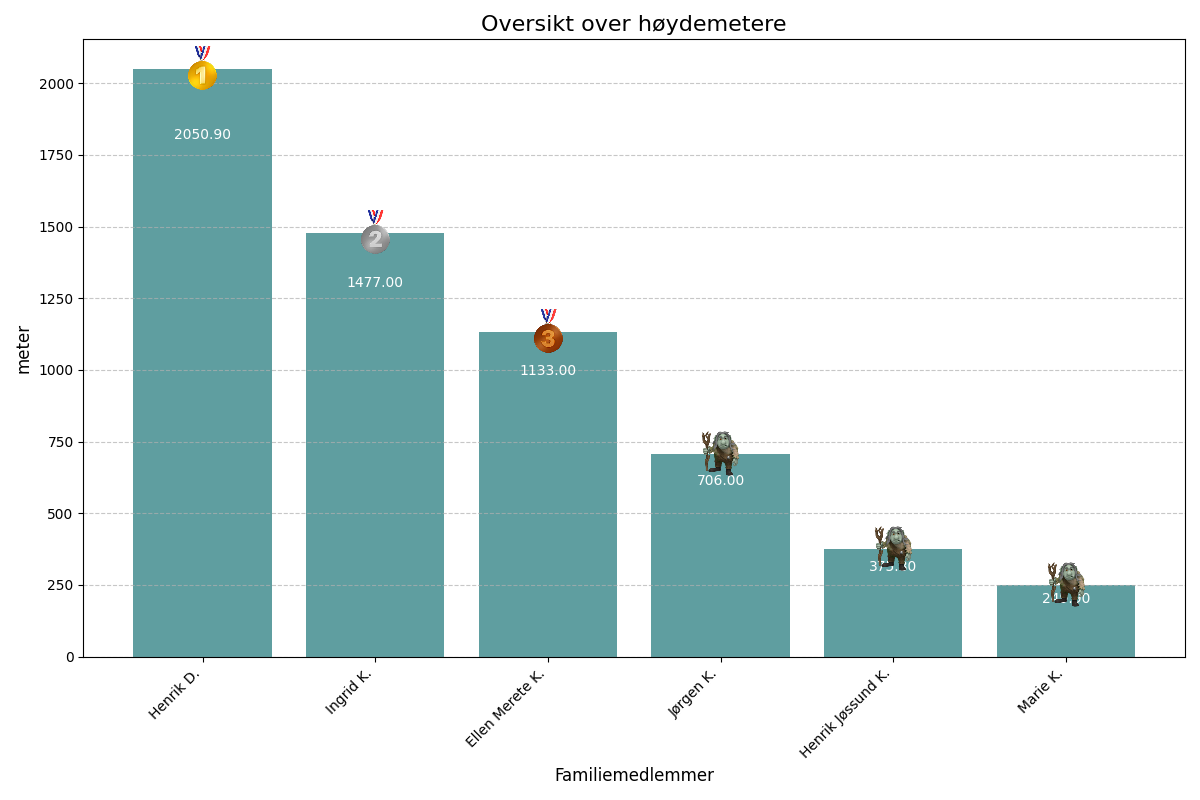 Oversikt over høydemetere
meter
2000
1750
1500
1250
1000
750
500
250
0
1
2050.90
2
1477.00
3
1133.00
706.00
Henrik D.
Ingrid K.
Ellen Merete K.
Jørgen K.
Henrik Jøssund K.
Marie K.
Familiemedlemmer